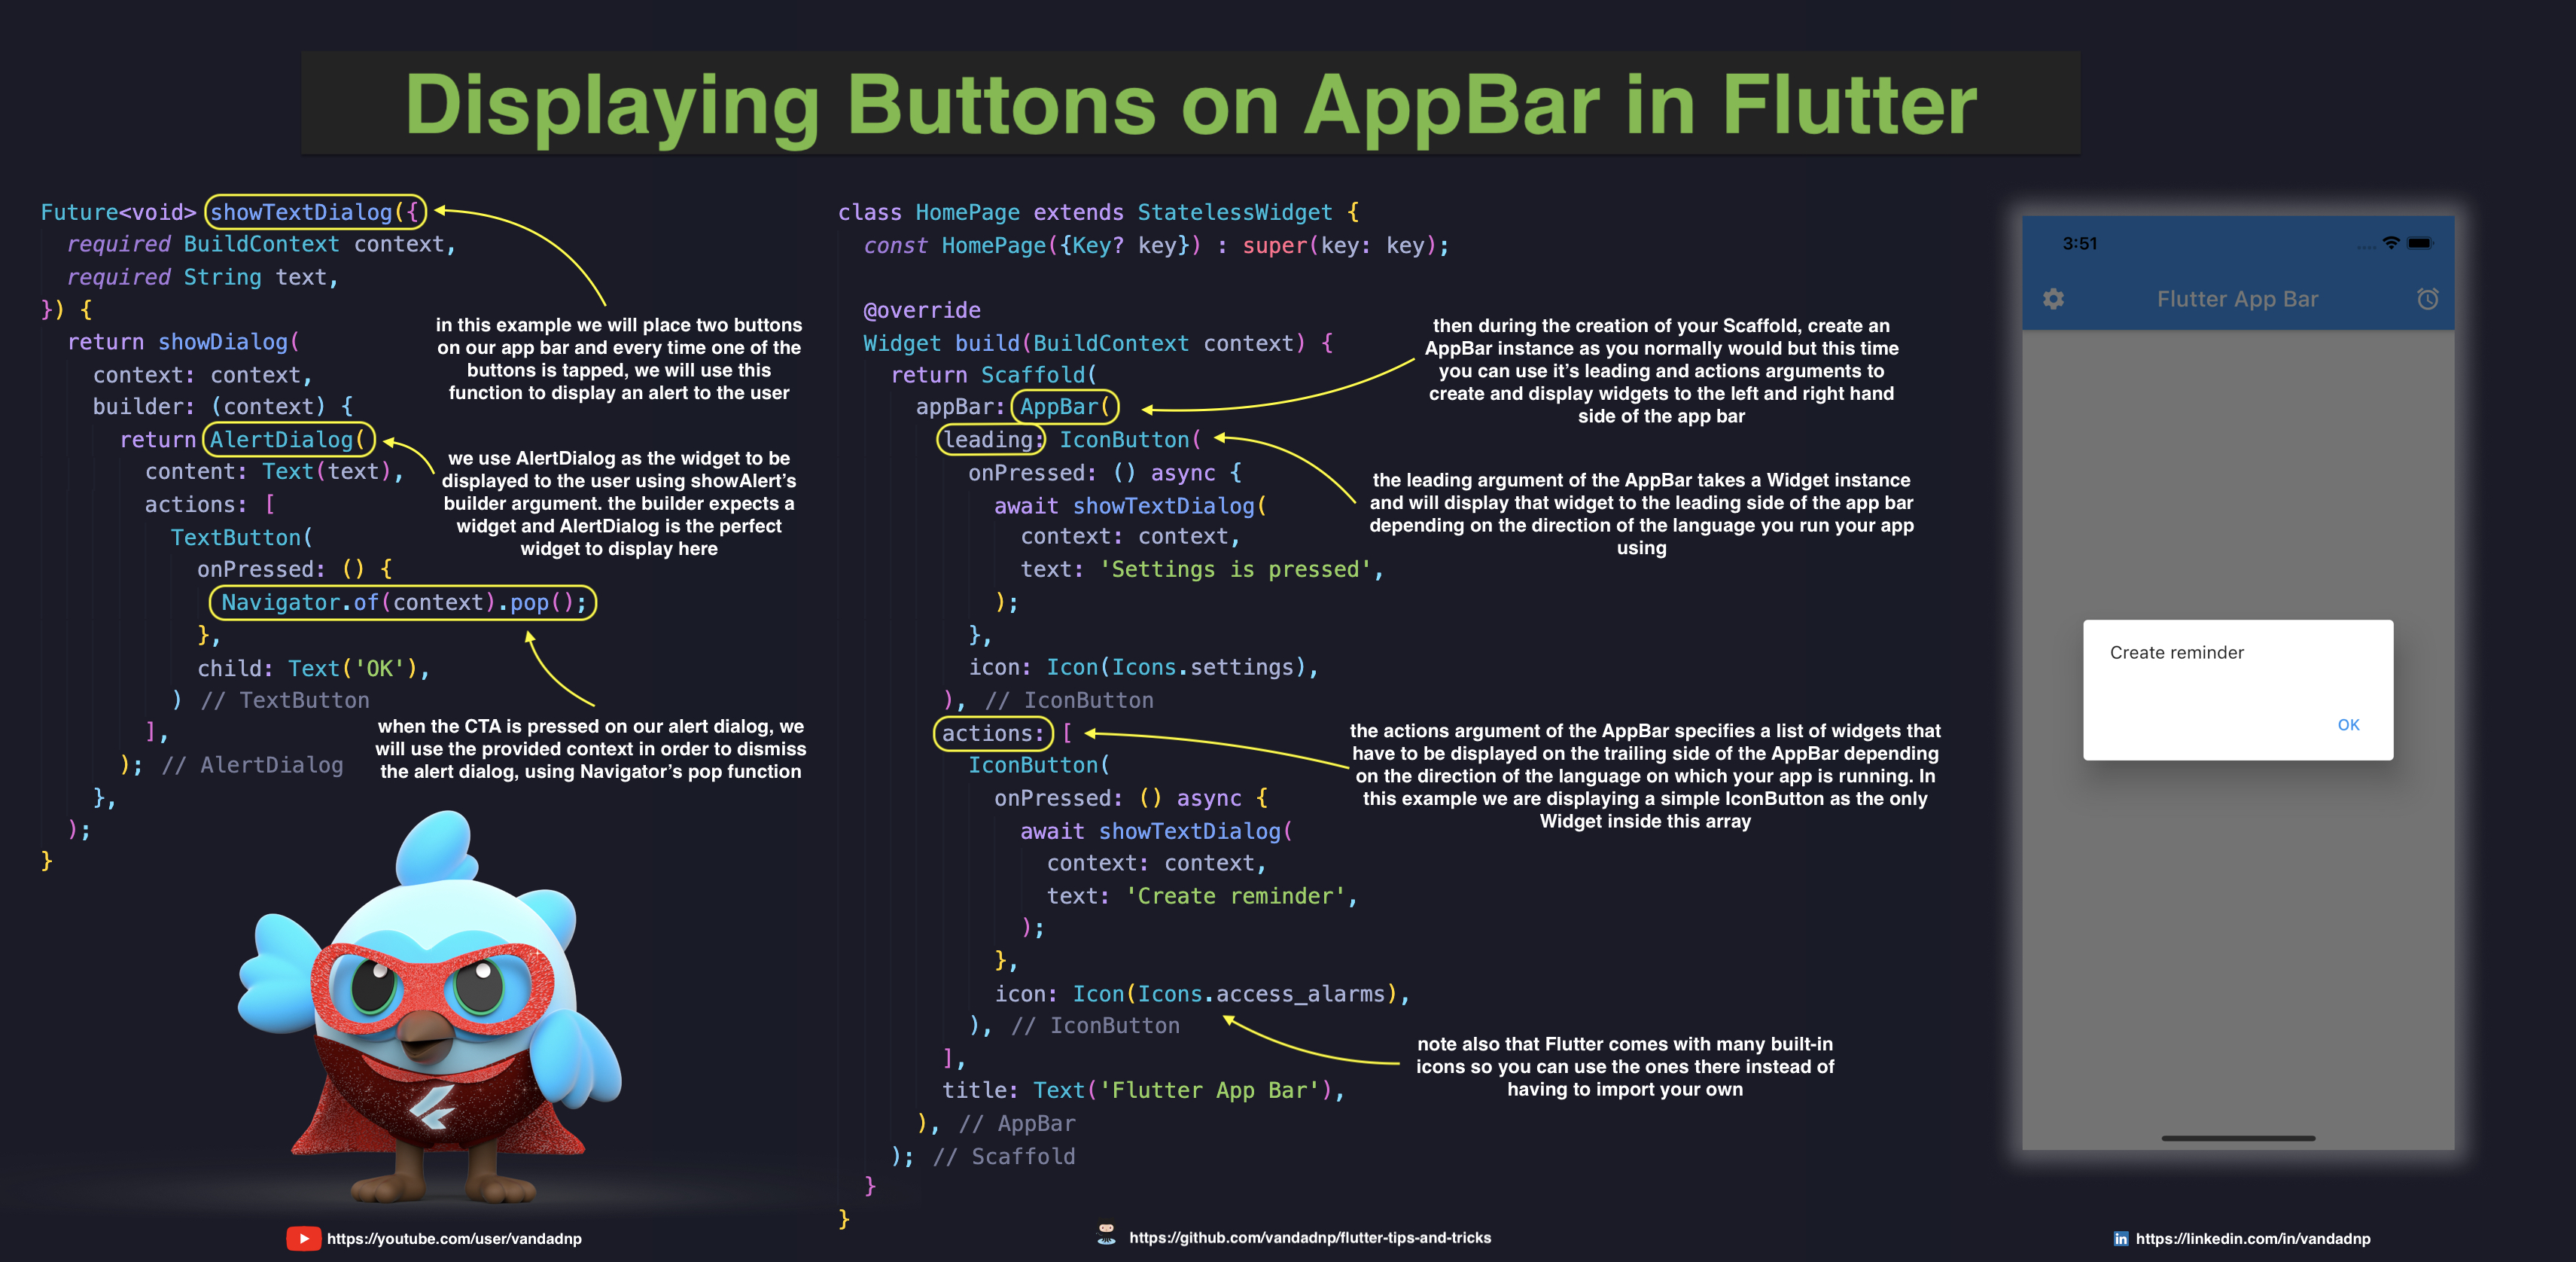 Displaying Buttons on AppBar in Flutter
Future<void> showTextDialog({
required BuildContext context,
required String text,
}) {
return showDialog(
context: context,
builder: (context) {
return AlertDialog(
content: Text(text),
actions: [
TextButton(
onPressed: () {
Navigator.of(context).pop();
},
child: Text('OK'),
) // TextButton
],
); // AlertDialog
},
);
}
in this example we will place two buttons
on our app bar and every time one of the
buttons is tapped, we will use this
function to display an alert to the user
we use AlertDialog as the widget to be
displayed to the user using showAlert's
builder argument. the builder expects a
widget and AlertDialog is the perfect
widget to display here
when the CTA is pressed on our alert dialog, we
will use the provided context in order to dismiss
the alert dialog, using Navigator's pop function
class HomePage extends StatelessWidget {
const HomePage({Key? key}) : super(key: key);
@override
Widget build(BuildContext context) {
return Scaffold(
appBar: AppBar(
leading: IconButton(
onPressed: () async {
await showTextDialog(
context: context,
text: 'Settings is pressed',
);
},
icon: Icon(Icons.settings),
), // IconButton
actions: [
IconButton(
onPressed: () async {
await showTextDialog(
context: context,
text: 'Create reminder',
);
},
icon: Icon(Icons.access_alarms),
), // IconButton
],
title: Text('Flutter App Bar'),
), // AppBar
); // Scaffold
}
}
then during the creation of your Scaffold, create an
AppBar instance as you normally would but this time
you can use it's leading and actions arguments to
create and display widgets to the left and right hand
side of the app bar
the leading argument of the AppBar takes a Widget instance
and will display that widget to the leading side of the app bar
depending on the direction of the language you run your app
using
the actions argument of the AppBar specifies a list of widgets that
have to be displayed on the trailing side of the AppBar depending
on the direction of the language on which your app is running. In
this example we are displaying a simple IconButton as the only
Widget inside this array
note also that Flutter comes with many built-in
icons so you can use the ones there instead of
having to import your own
3:51
Flutter App Bar
Create reminder
OK
https://youtube.com/user/vandadnp
https://github.com/vandadnp/flutter-tips-and-tricks
in https://linkedin.com/in/vandadnp